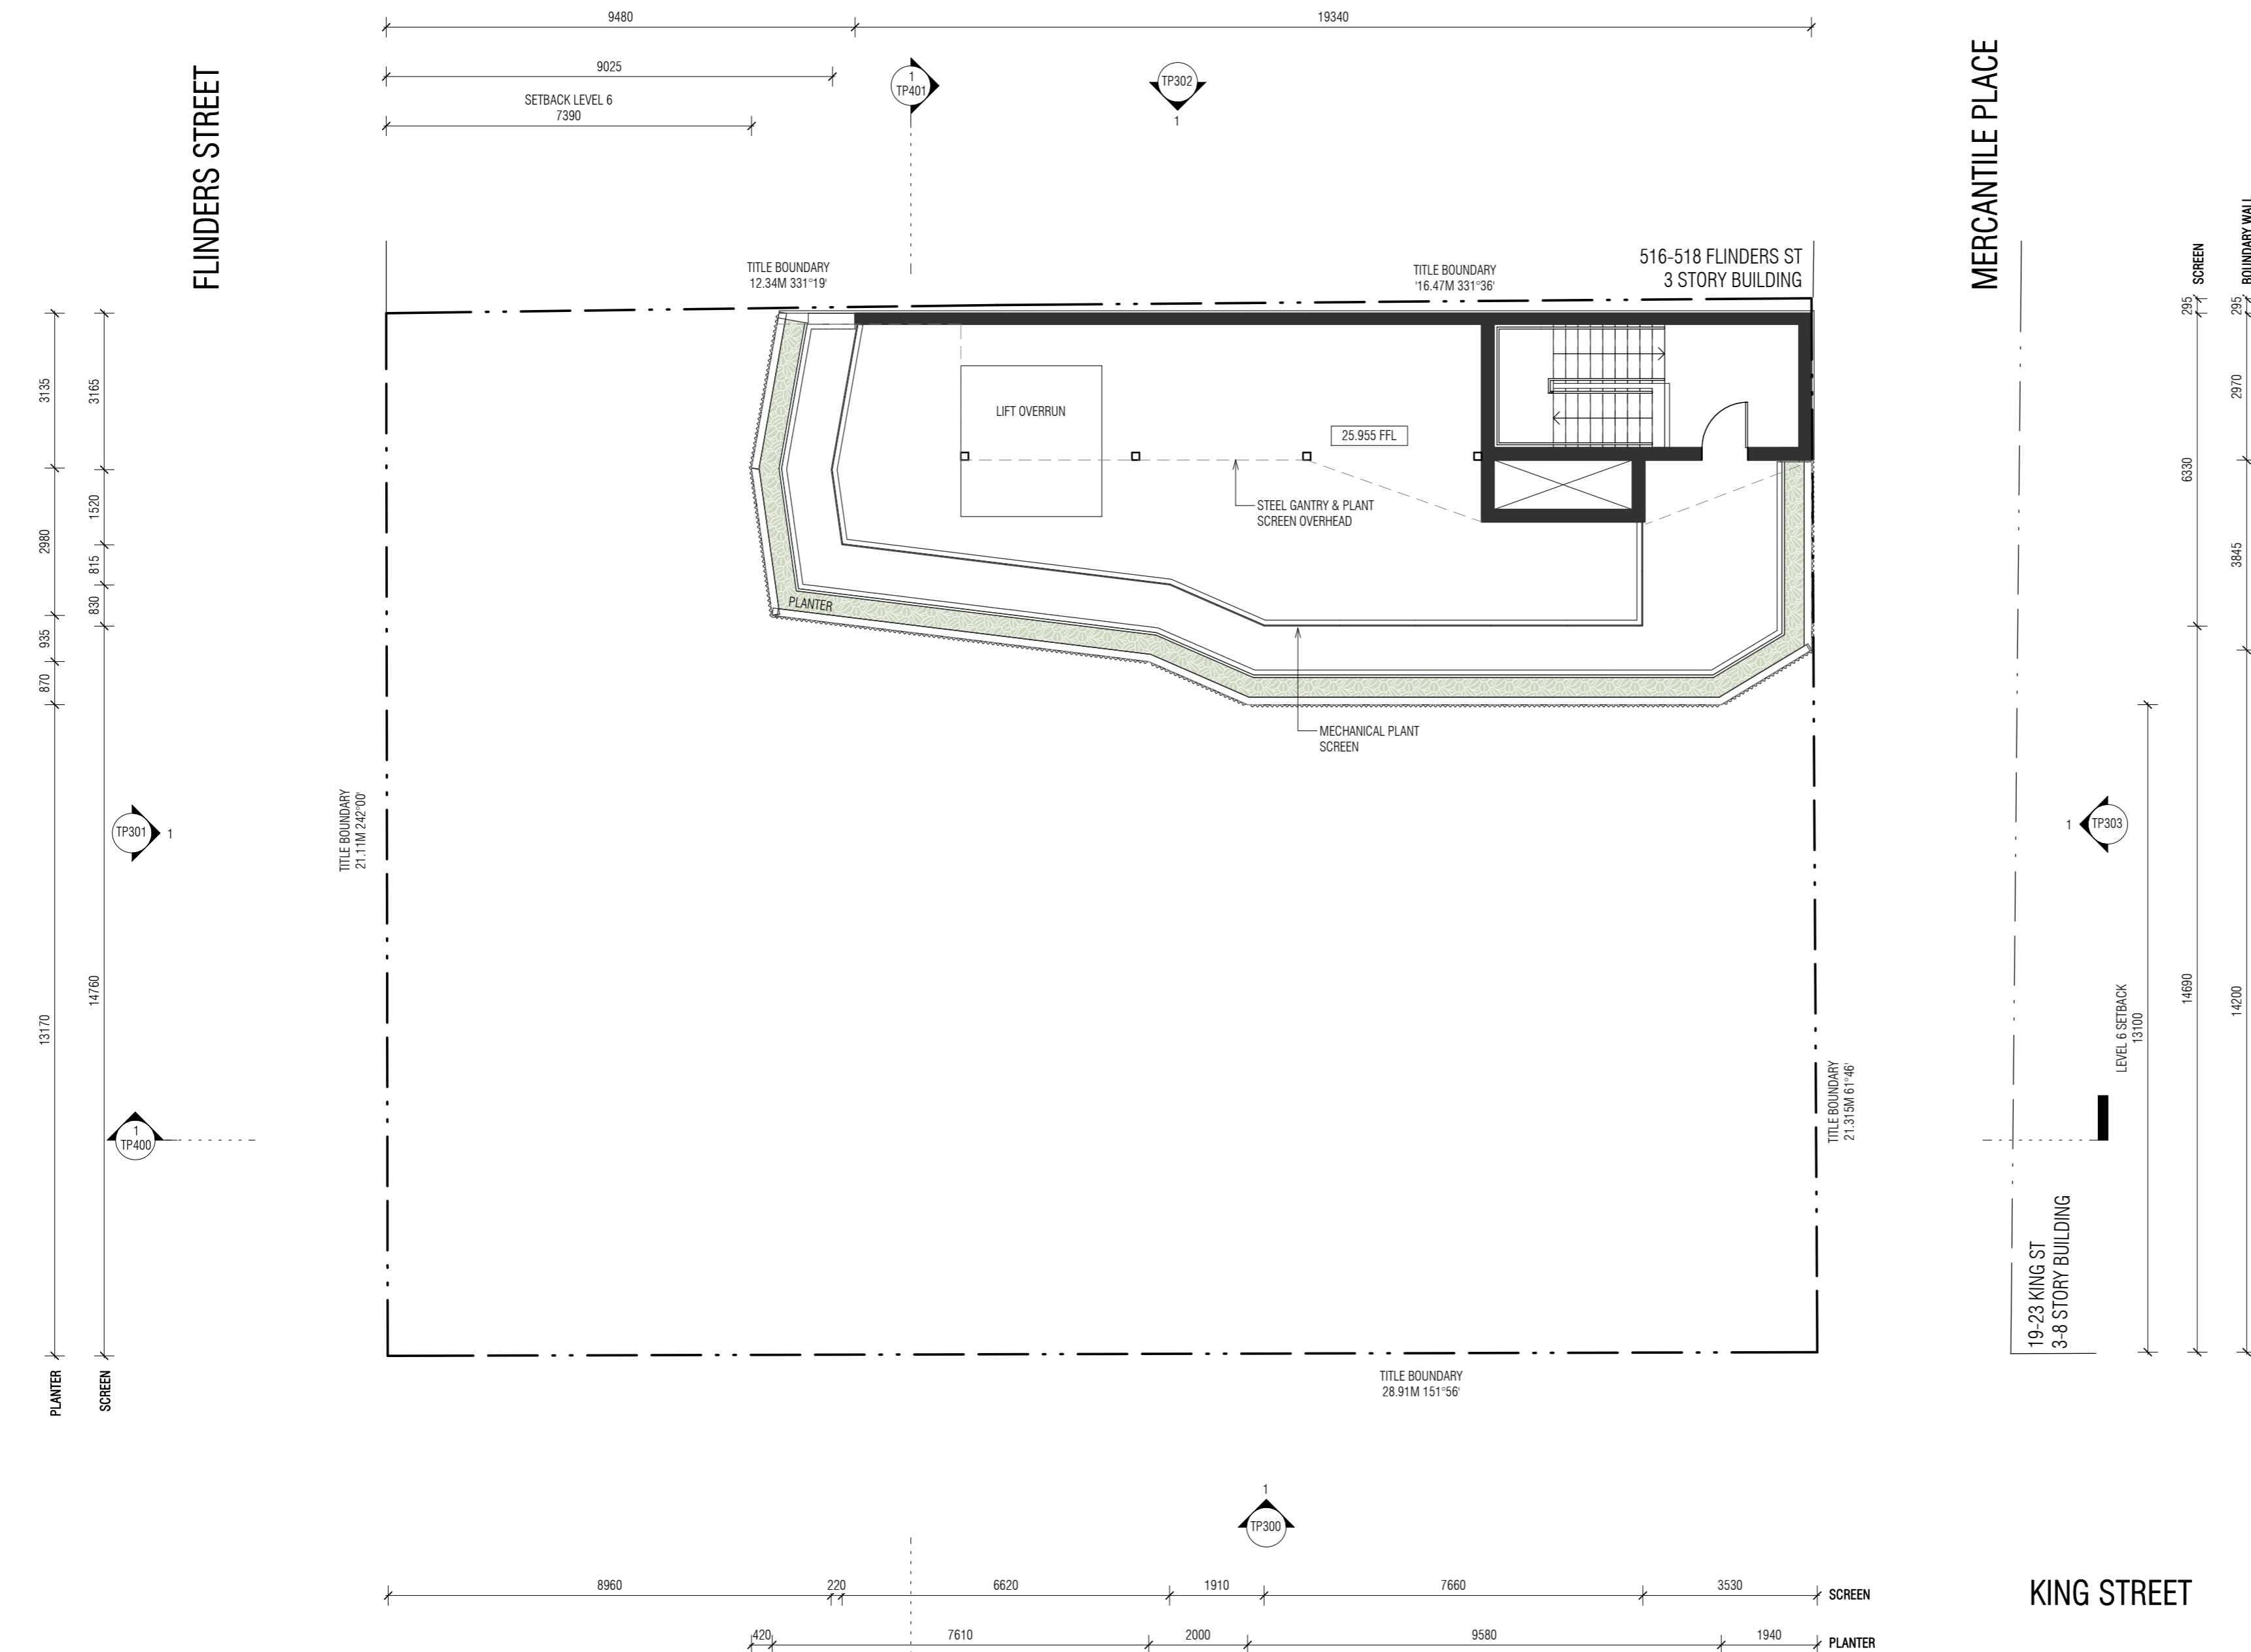 9480
19340
9025
SETBACK LEVEL 6
7390
1
TP401
TP302
1
FLINDERS STREET
MERCANTILE PLACE
TITLE BOUNDARY
12.34M 331°19'
TITLE BOUNDARY
'16.47M 331°36'
516-518 FLINDERS ST
3 STORY BUILDING
SCREEN
BOUNDARY WALL
295
295
3135
3165
2970
LIFT OVERRUN
25.955 FFL
6330
1520
STEEL GANTRY & PLANT
SCREEN OVERHEAD
2980
815
3845
830
PLANTER
935
870
MECHANICAL PLANT
SCREEN
TITLE BOUNDARY
21.11M 242°00'
TP301
1
1
TP303
14760
13170
14690
14200
LEVEL 6 SETBACK
13100
TITLE BOUNDARY
21.315M 61°46'
1
TP400
19-23 KING ST
3-8 STORY BUILDING
PLANTER
SCREEN
TITLE BOUNDARY
28.91M 151°56'
1
TP300
8960
220
6620
1910
7660
3530
SCREEN
KING STREET
420
7610
2000
9580
1940
PLANTER